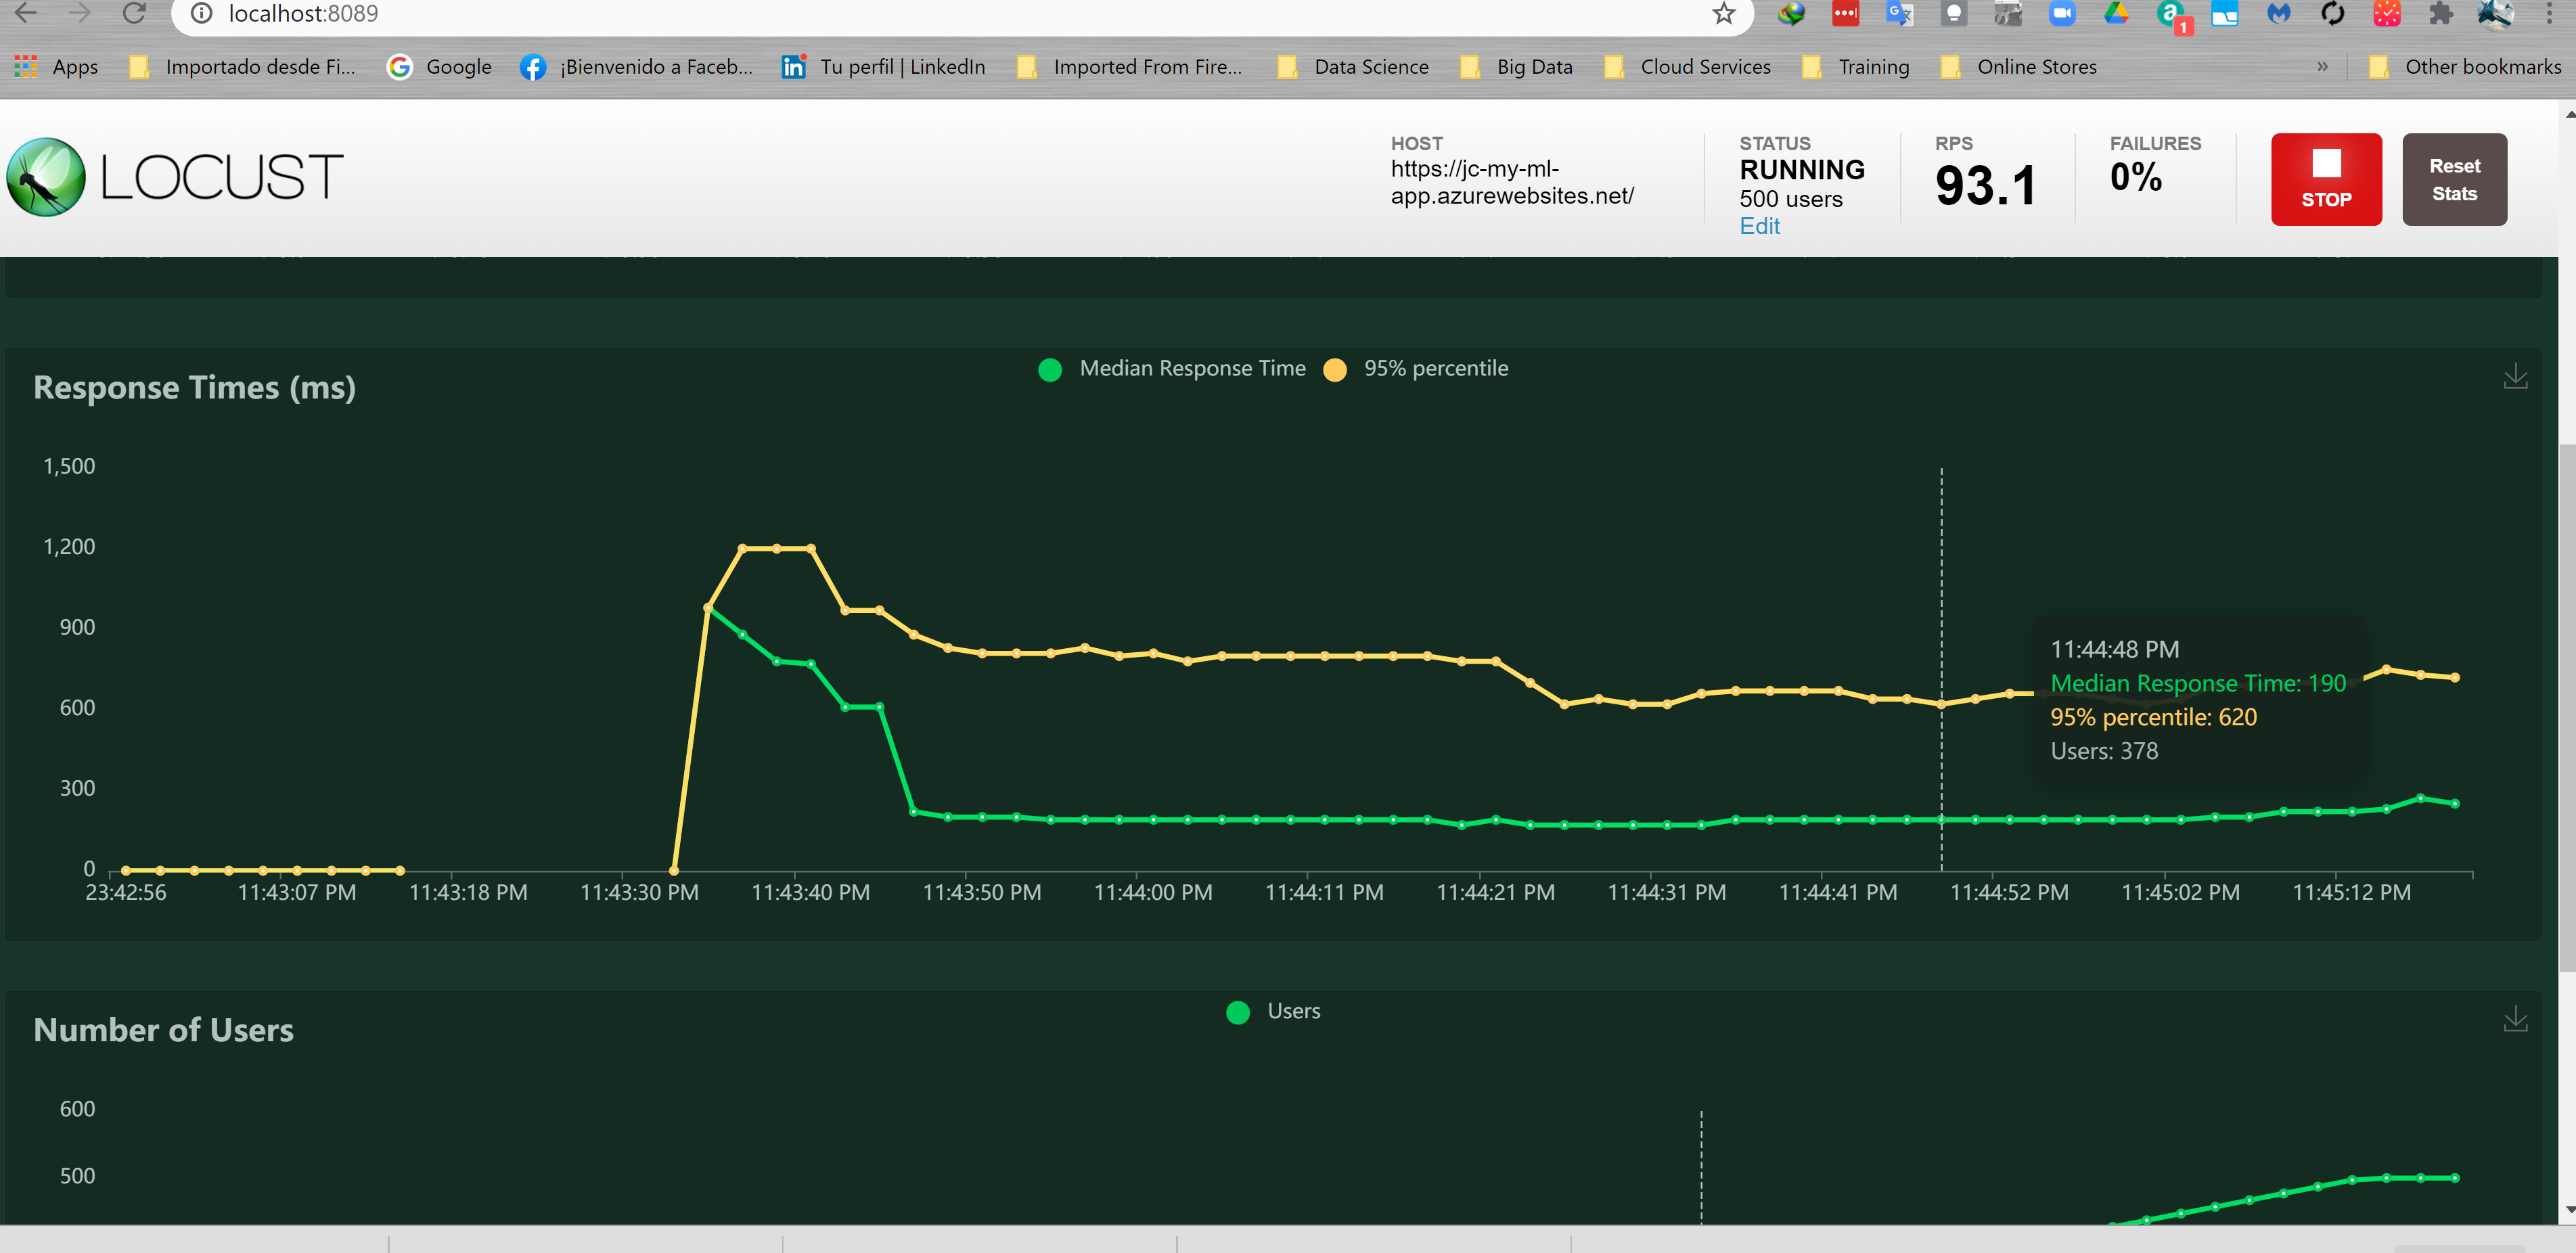 localhost:8089
1
Apps Importado desde Fi... Google ¡Bienvenido a Faceb... Tu perfil | LinkedIn Imported From Fire... Data Science Big Data Cloud Services Training Online Stores » Other bookmarks
LOCUST
HOST
https://jc-my-ml-
app.azurewebsites.net/
STATUS
RUNNING
500 users
Edit
RPS
93.1
FAILURES
0%
STOP
Reset
Stats
Response Times (ms)
Median Response Time 95% percentile
1,500
1,200
900
600
300
0
11:44:48 PM
Median Response Time: 190
95% percentile: 620
Users: 378
23:42:56 11:43:07 PM 11:43:18 PM 11:43:30 PM 11:43:40 PM 11:43:50 PM 11:44:00 PM 11:44:11 PM 11:44:21 PM 11:44:31 PM 11:44:41 PM 11:44:52 PM 11:45:02 PM 11:45:12 PM
Number of Users
Users
600
500